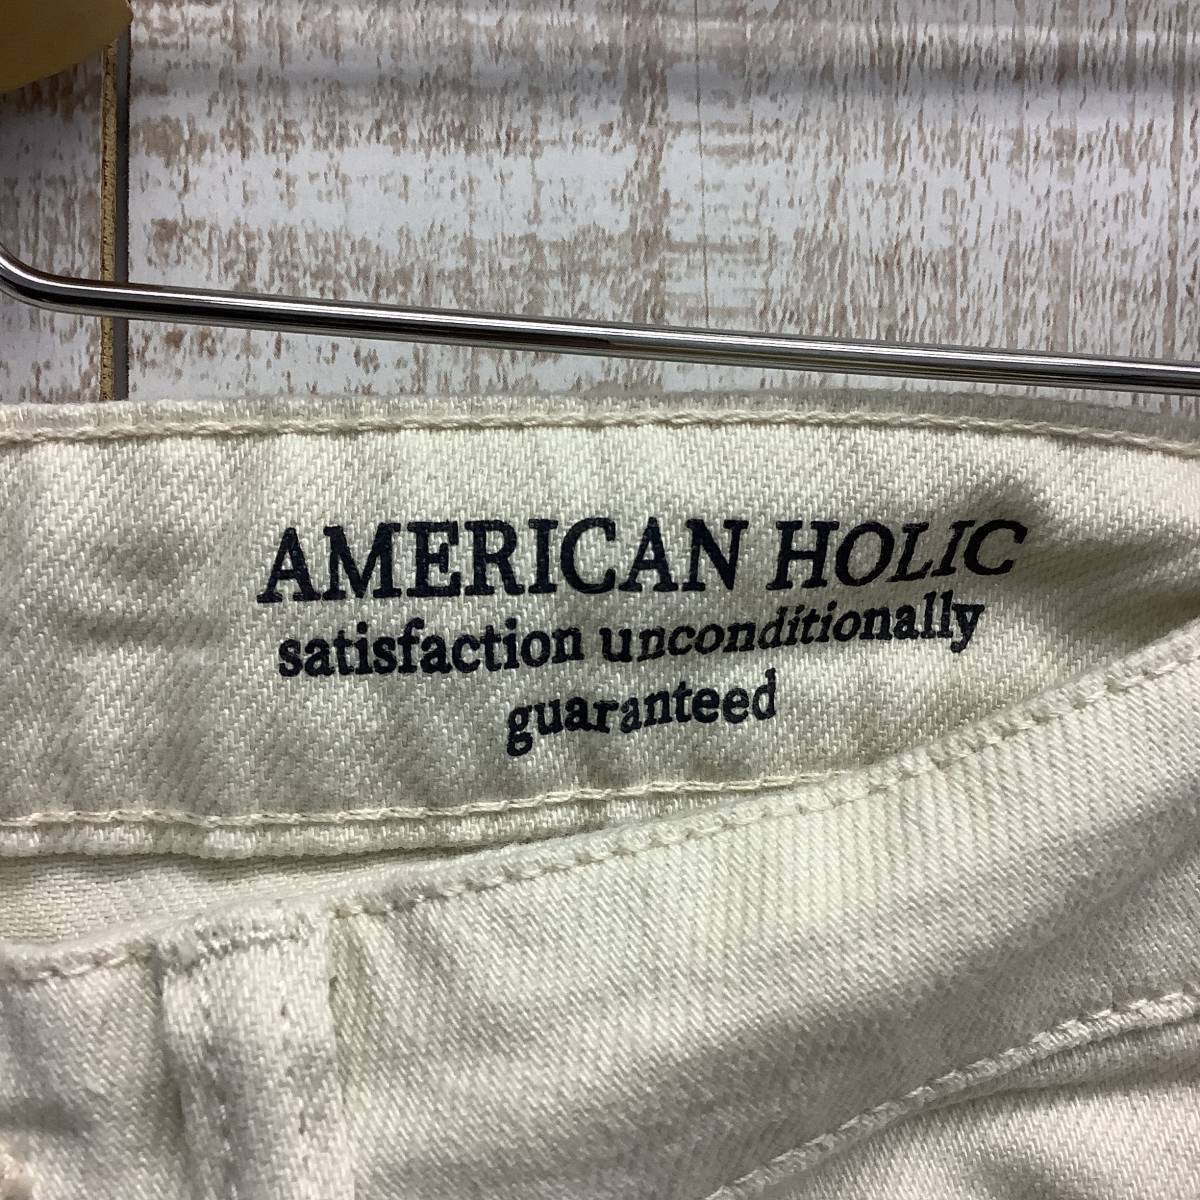 AMERICAN HOLIC
satisfaction unconditionally
guaranteed